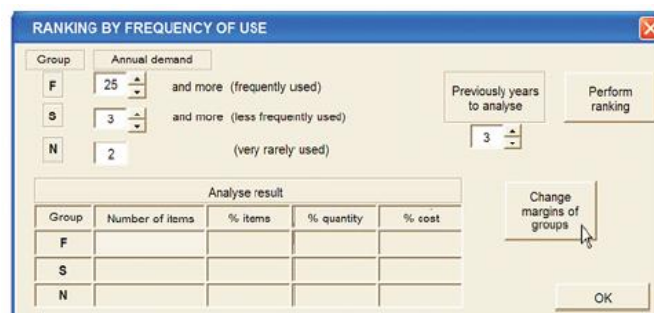 RANKING BY FREQUENCY OF USE
Group Annual demand
F 25 and more (frequently used)
S 3 and more (less frequently used)
N 2 (very rarely used)
Previously years
to analyse
3
Perform
ranking
Analyse result
Group Number of items % items % quantity % cost
F
S
N
Change
margins of
groups
OK